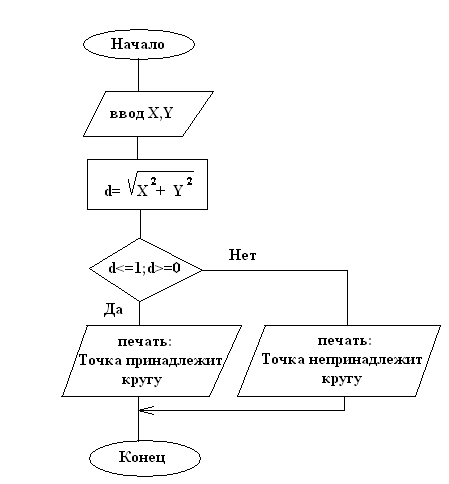 Начало
ввод X,Y
d= √X²+ Y²
d<=1;d>=0
Нет
Да
печать:
Точка принадлежит
кругу
печать:
Точка непринадлежит
кругу
Конец